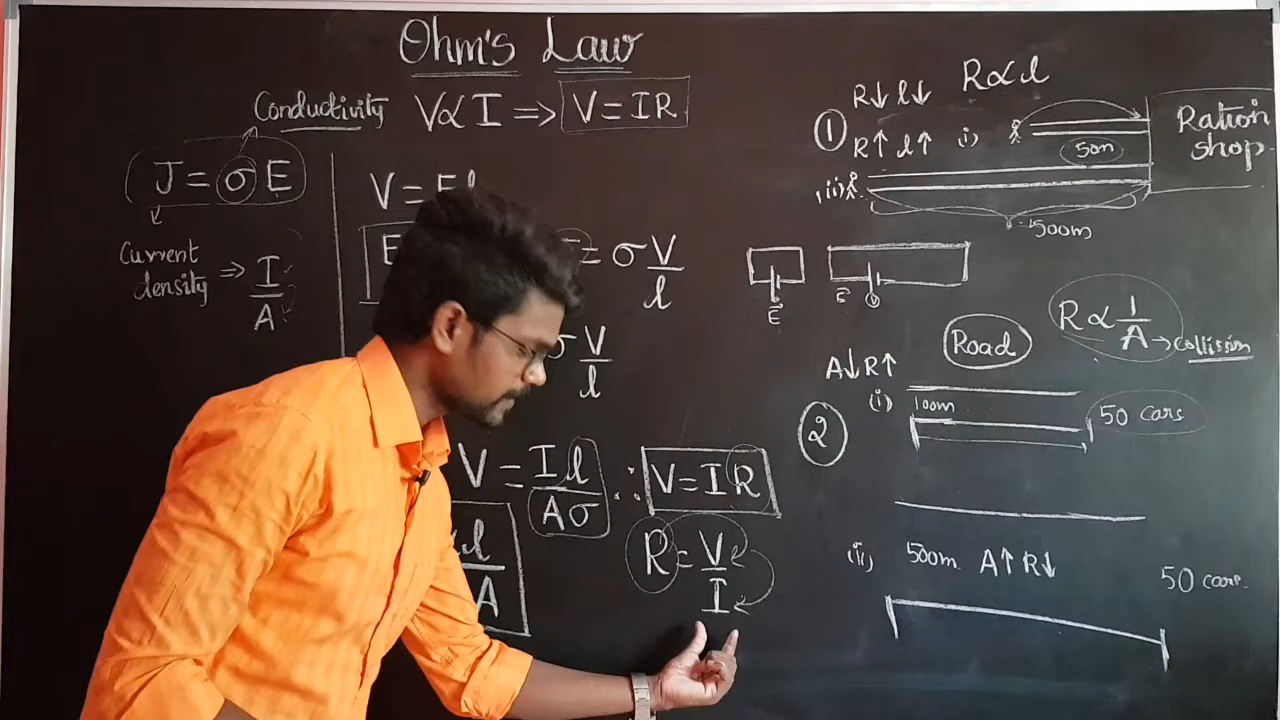 Ohm's Law
Conductivity V∝I ⇒ V=IR
J = σE
Current density ⇒ I/A
V = El
E
= σ V/l
σ V/l
V = Il/Aσ ∴ V=IR
l/A
R = V/I
R∝l
R↓ l↓
① R↑ l↑ i)
50m
Ration shop
(ii)
500m
E⃗
E⃗
R ∝ 1/A → Collision
Road
A↓R↑
(i) 100m 50 cars
②
(ii) 500m A↑ R↓
50 cars